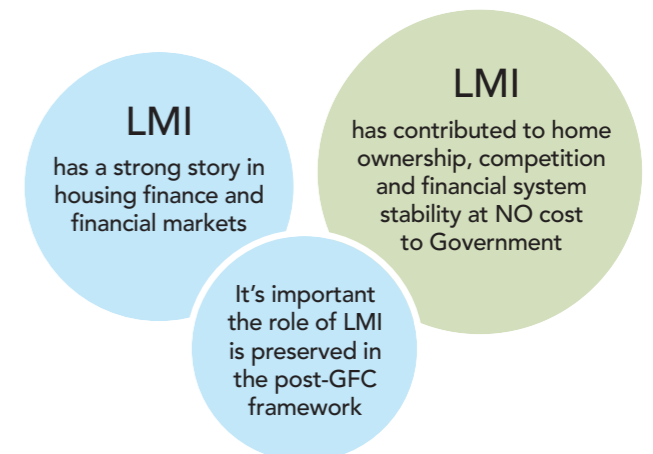 LMI
has a strong story in
housing finance and
financial markets
LMI
has contributed to home
ownership, competition
and financial system
stability at NO cost
to Government
It's important
the role of LMI
is preserved in
the post-GFC
framework